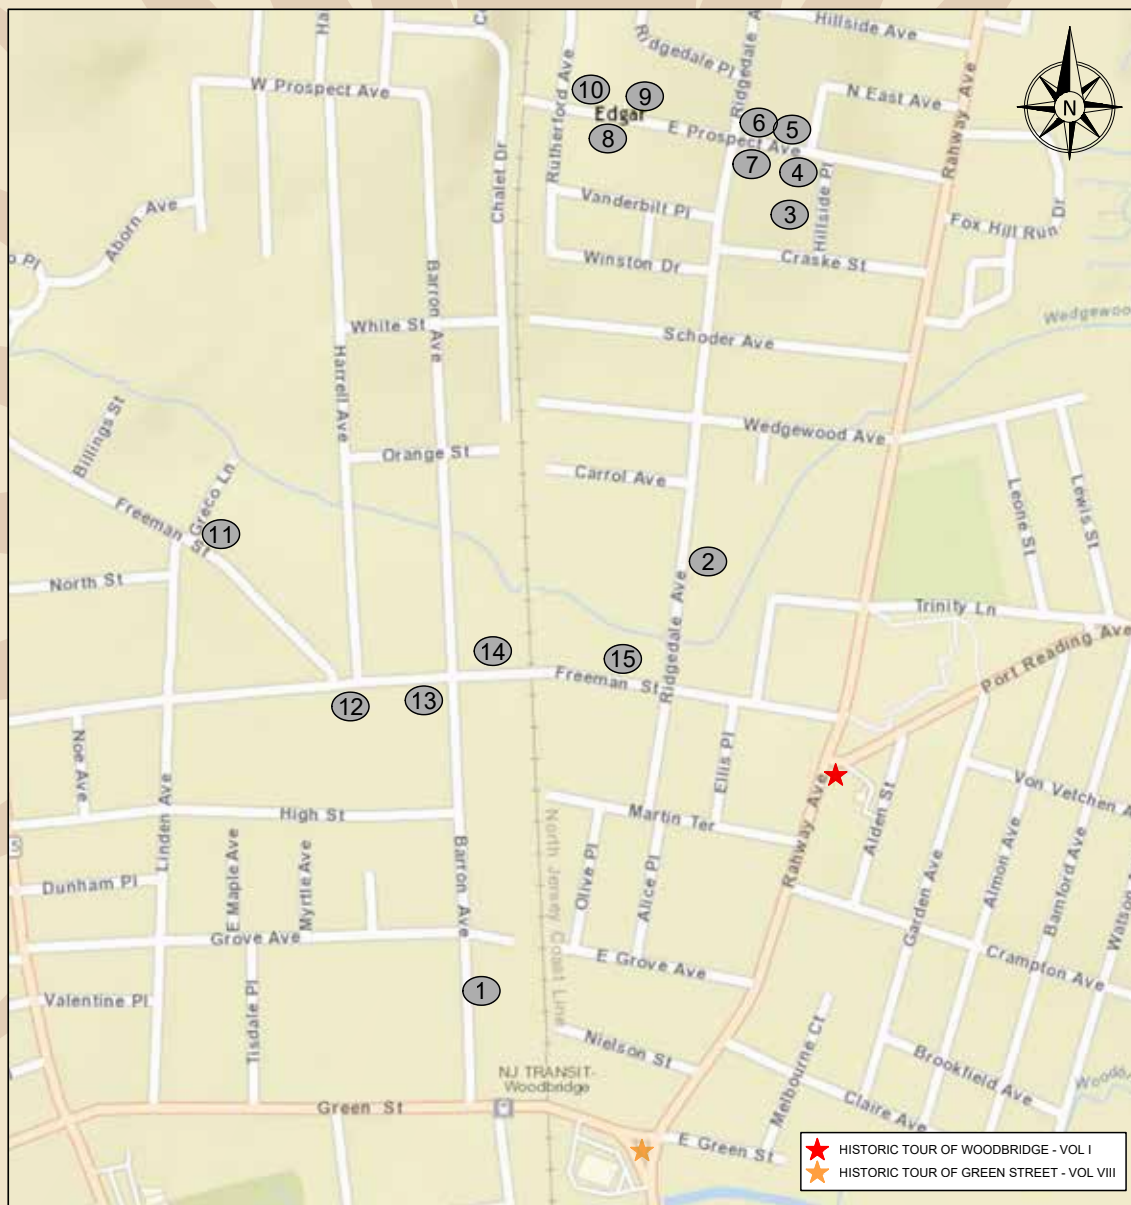 Hillside Ave
Ridgedale Pl
Ridgedale A
Rahway Ave
W Prospect Ave
Rutherford Ave
10
9
Edgar
8
E Prospect Ave
6
5
7
4
3
N East Ave
N
Chalet Dr
Vanderbilt Pl
Hillside Pl
Fox Hill Run
Dr
Aborn Ave
o Pl
Winston Dr
Craske St
Barron Ave
White St
Schoder Ave
Wedgewoo
Harrell Ave
Wedgewood Ave
Billings St
Greco Ln
Orange St
Carrol Ave
Leone St
Lewis St
Freeman St
11
2
North St
Ridgedale Ave
Trinity Ln
14
15
Freeman St
Port Reading Ave
12
13
Noe Ave
Linden Ave
Ellis Pl
Rahway Ave
Von Vetchen A
High St
Martin Ter
Alden St
Barron Ave
North Jersey Coast Line
Olive Pl
Alice Pl
Garden Ave
Almon Ave
Bamford Ave
Watson A
Dunham Pl
E Maple Ave
Myrtle Ave
Grove Ave
E Grove Ave
Crampton Ave
Valentine Pl
Tisdale Pl
1
Nielson St
Melbourne Ct
Brookfield Ave
Woodb
NJ TRANSIT-
Woodbridge
Claire Ave
Green St
E Green St
HISTORIC TOUR OF WOODBRIDGE - VOL I
HISTORIC TOUR OF GREEN STREET - VOL VIII